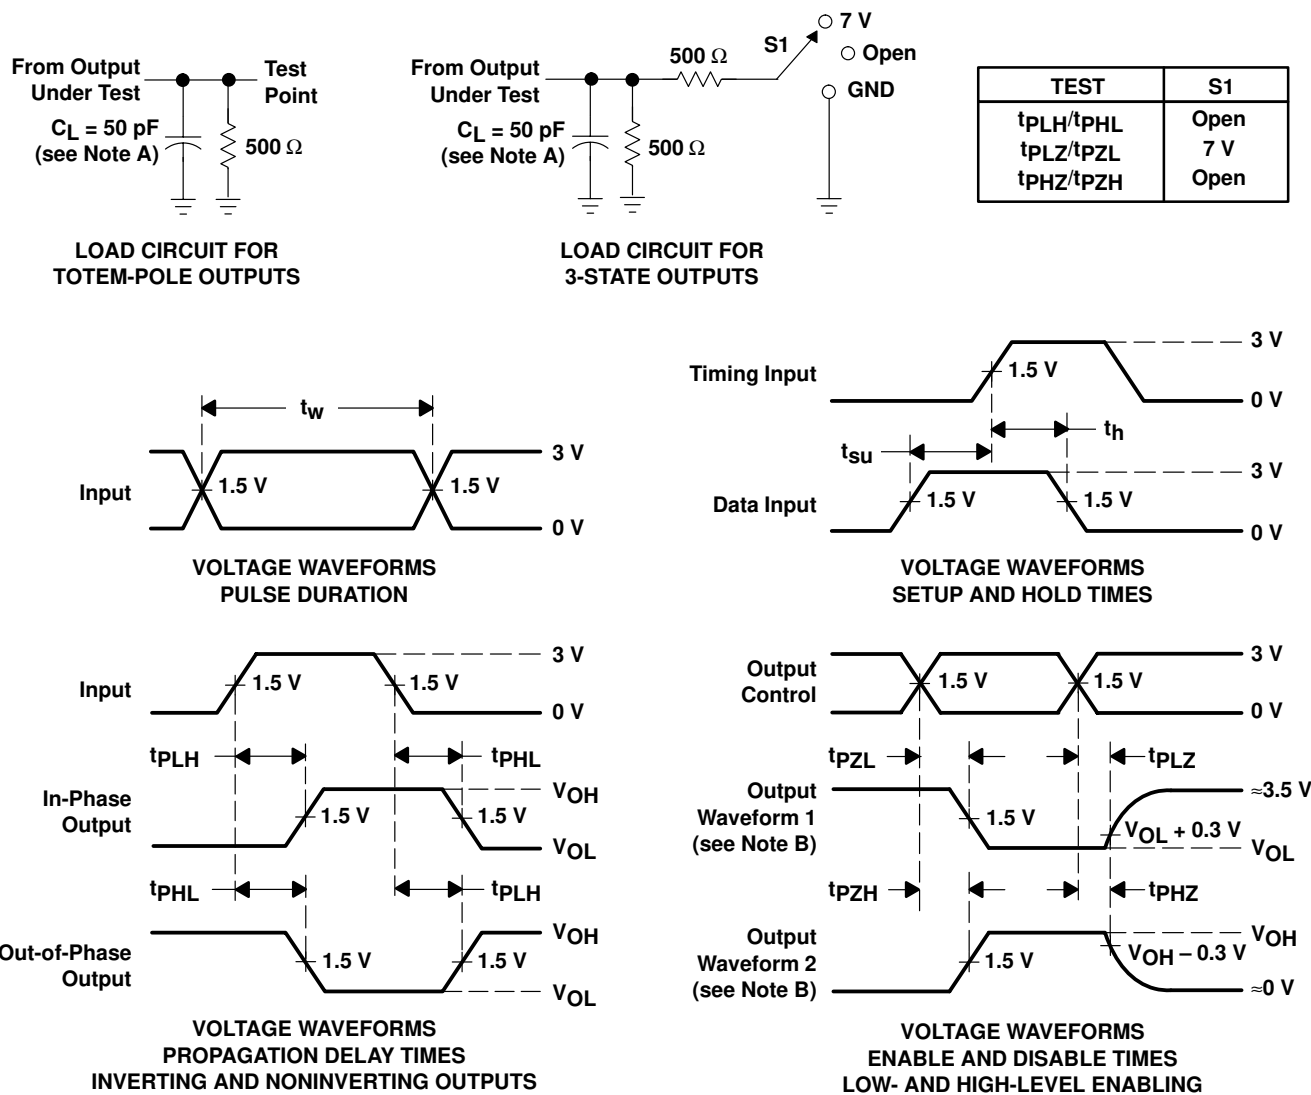 From Output
Under Test
Test
Point
CL = 50 pF
(see Note A)
500 Ω
LOAD CIRCUIT FOR
TOTEM-POLE OUTPUTS
From Output
Under Test
CL = 50 pF
(see Note A)
500 Ω
500 Ω
S1
7 V
Open
GND
LOAD CIRCUIT FOR
3-STATE OUTPUTS
TEST S1
tPLH/tPHL Open
tPLZ/tPZL 7 V
tPHZ/tPZH Open
tw
Input
1.5 V
1.5 V
3 V
0 V
VOLTAGE WAVEFORMS
PULSE DURATION
Timing Input
1.5 V
3 V
0 V
th
tsu
Data Input
1.5 V
1.5 V
3 V
0 V
VOLTAGE WAVEFORMS
SETUP AND HOLD TIMES
Input
1.5 V
1.5 V
3 V
0 V
tPLH
tPHL
In-Phase
Output
1.5 V
1.5 V
VOH
VOL
tPHL
tPLH
Out-of-Phase
Output
1.5 V
1.5 V
VOH
VOL
VOLTAGE WAVEFORMS
PROPAGATION DELAY TIMES
INVERTING AND NONINVERTING OUTPUTS
Output
Control
1.5 V
1.5 V
3 V
0 V
tPZL
tPLZ
Output
Waveform 1
(see Note B)
1.5 V
VOL + 0.3 V
≈3.5 V
VOL
tPZH
tPHZ
Output
Waveform 2
(see Note B)
1.5 V
VOH – 0.3 V
VOH
≈0 V
VOLTAGE WAVEFORMS
ENABLE AND DISABLE TIMES
LOW- AND HIGH-LEVEL ENABLING